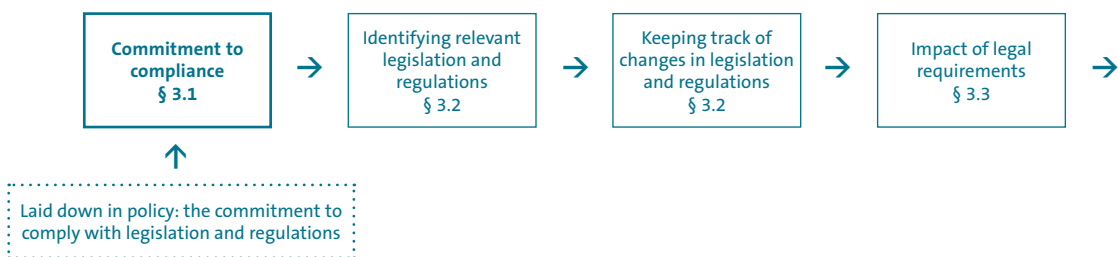 Commitment to
compliance
§ 3.1
Identifying relevant
legislation and
regulations
§ 3.2
Keeping track of
changes in legislation
and regulations
§ 3.2
Impact of legal
requirements
§ 3.3
Laid down in policy: the commitment to
comply with legislation and regulations